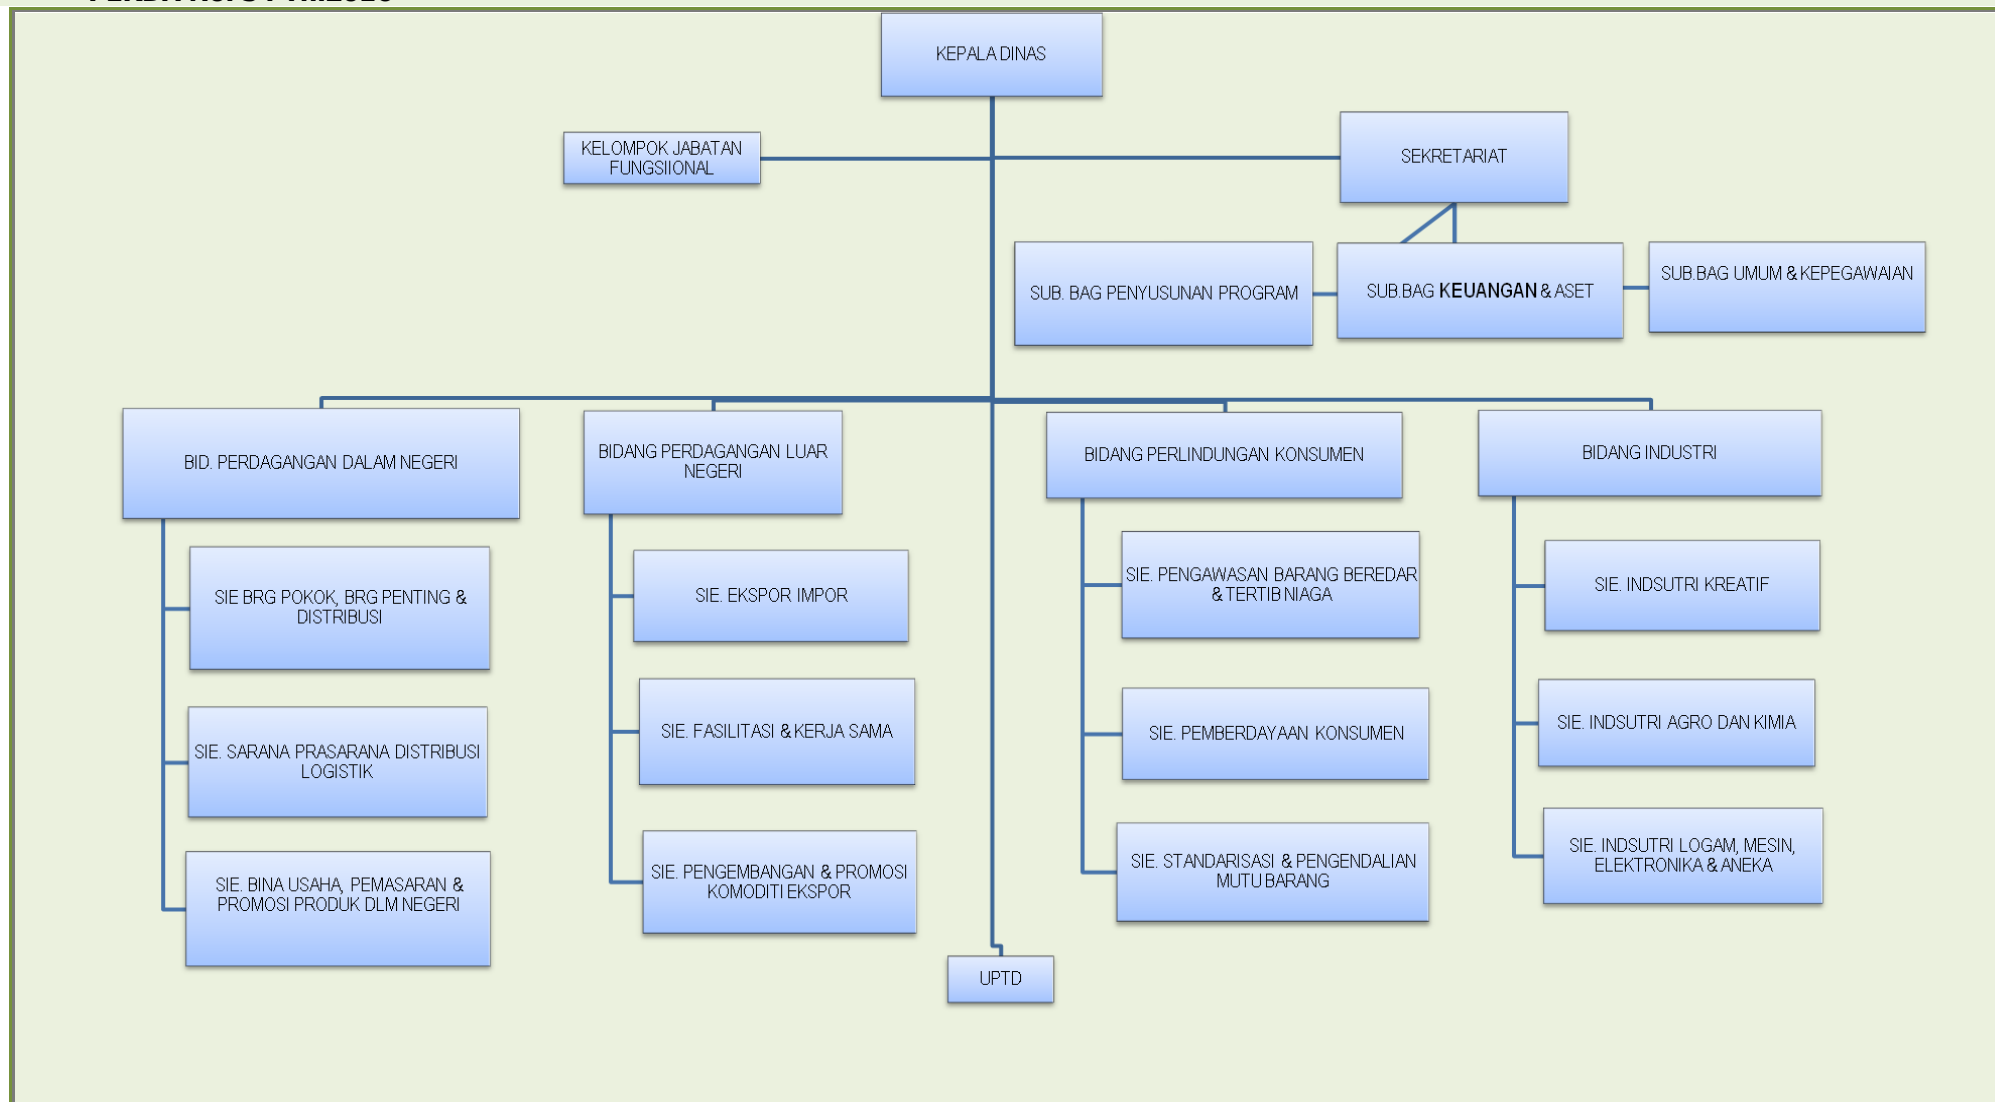 KEPALA DINAS
KELOMPOK JABATAN
FUNGSIIONAL
SEKRETARIAT
SUB. BAG PENYUSUNAN PROGRAM
SUB.BAG KEUANGAN & ASET
SUB.BAG UMUM & KEPEGAWAIAN
BID. PERDAGANGAN DALAM NEGERI
BIDANG PERDAGANGAN LUAR
NEGERI
BIDANG PERLINDUNGAN KONSUMEN
BIDANG INDUSTRI
SIE BRG POKOK, BRG PENTING &
DISTRIBUSI
SIE. SARANA PRASARANA DISTRIBUSI
LOGISTIK
SIE. BINA USAHA, PEMASARAN &
PROMOSI PRODUK DLM NEGERI
SIE. EKSPOR IMPOR
SIE. FASILITASI & KERJA SAMA
SIE. PENGEMBANGAN & PROMOSI
KOMODITI EKSPOR
SIE. PENGAWASAN BARANG BEREDAR
& TERTIB NIAGA
SIE. PEMBERDAYAAN KONSUMEN
SIE. STANDARISASI & PENGENDALIAN
MUTU BARANG
SIE. INDSUTRI KREATIF
SIE. INDSUTRI AGRO DAN KIMIA
SIE. INDSUTRI LOGAM, MESIN,
ELEKTRONIKA & ANEKA
UPTD